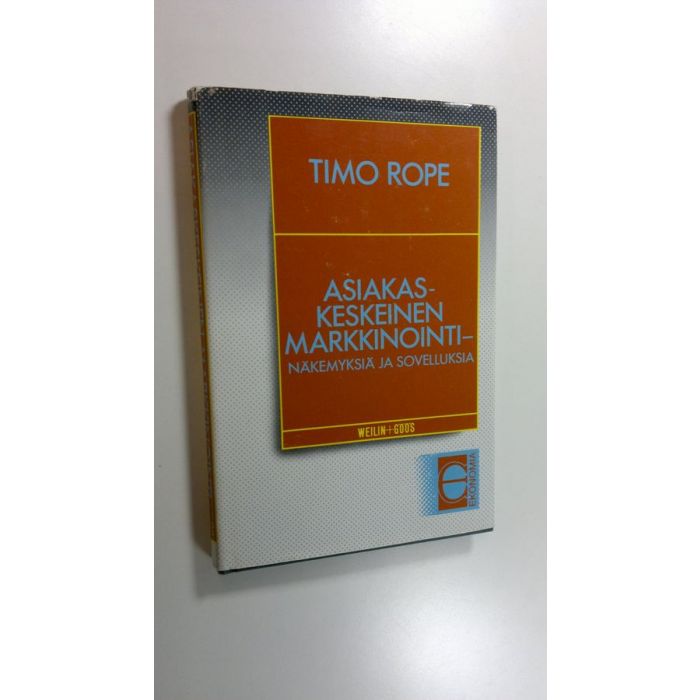 TIMO ROPE
ASIAKAS-
KESKEINEN
MARKKINOINTI–
NÄKEMYKSIÄ JA SOVELLUKSIA
WEILIN+GÖÖS
e
EKONOMIA